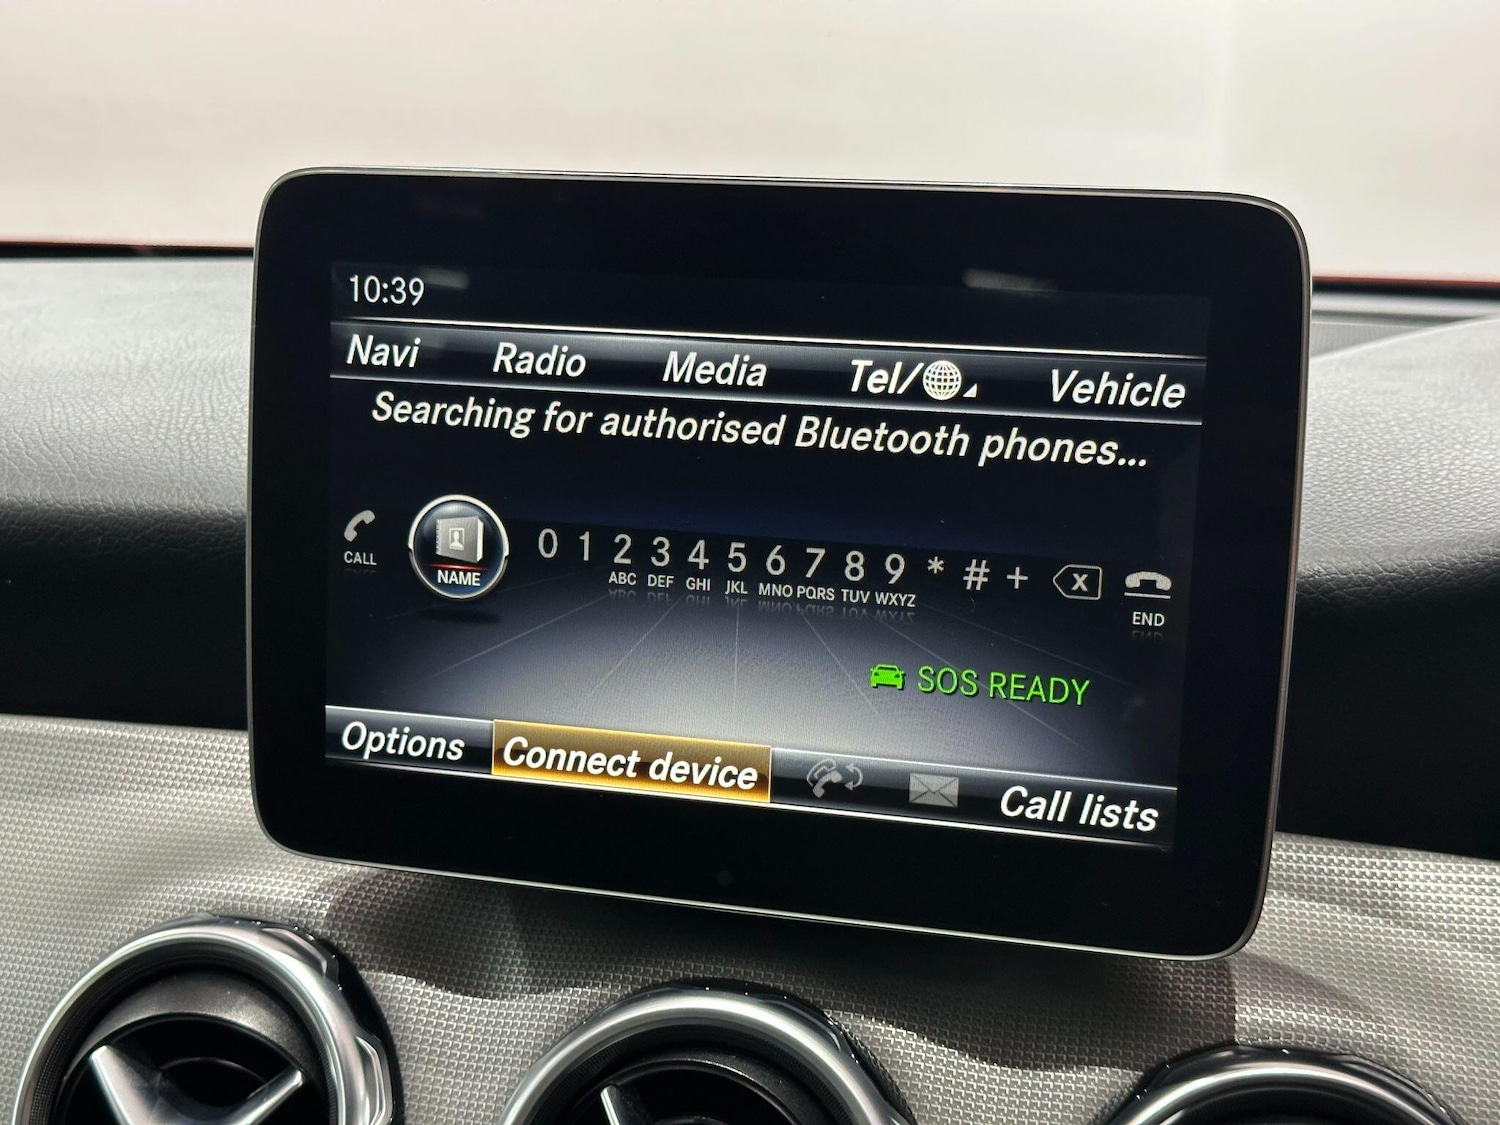 10:39
Navi Radio Media Tel/ Vehicle
Searching for authorised Bluetooth phones...
CALL NAME 0 1 2 3 4 5 6 7 8 9 * # + X END
ABC DEF GHI JKL MNO PQRS TUV WXYZ
SOS READY
Options Connect device Call lists